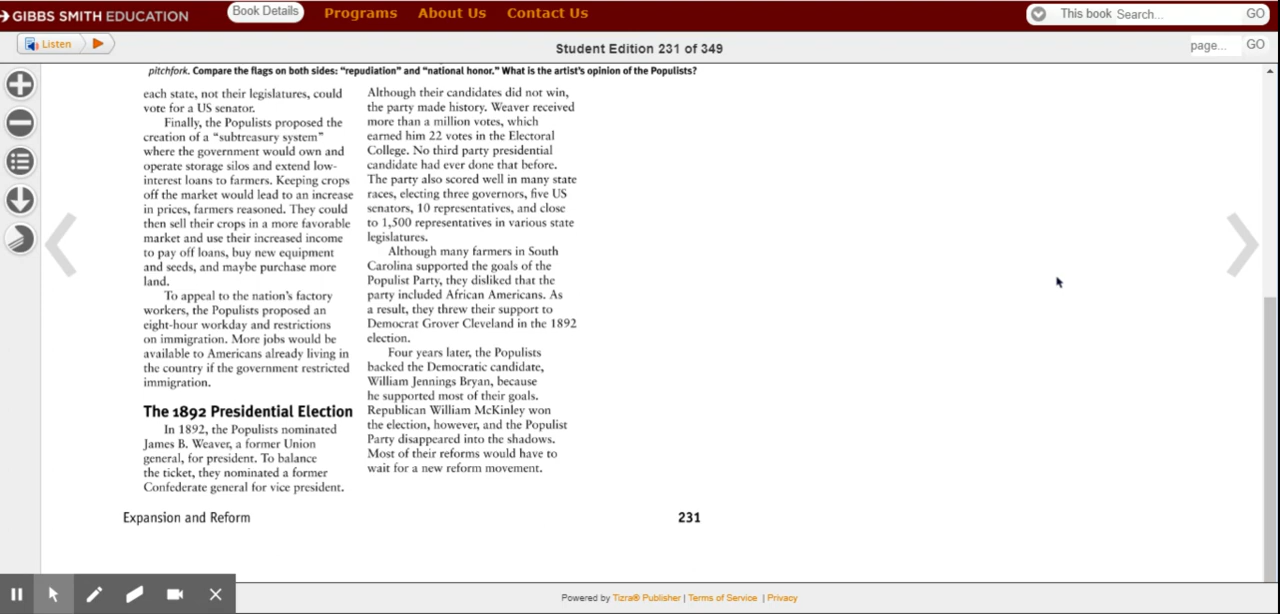 GIBBS SMITH EDUCATION
Book Details
Programs
About Us
Contact Us
This book
Search...
GO
Listen
Student Edition 231 of 349
page...
GO
pitchfork. Compare the flags on both sides: “repudiation” and “national honor.” What is the artist’s opinion of the Populists?
each state, not their legislatures, could
vote for a US senator.
Finally, the Populists proposed the
creation of a “subtreasury system”
where the government would own and
operate storage silos and extend low-
interest loans to farmers. Keeping crops
off the market would lead to an increase
in prices, farmers reasoned. They could
then sell their crops in a more favorable
market and use their increased income
to pay off loans, buy new equipment
and seeds, and maybe purchase more
land.
To appeal to the nation’s factory
workers, the Populists proposed an
eight-hour workday and restrictions
on immigration. More jobs would be
available to Americans already living in
the country if the government restricted
immigration.
The 1892 Presidential Election
In 1892, the Populists nominated
James B. Weaver, a former Union
general, for president. To balance
the ticket, they nominated a former
Confederate general for vice president.
Although their candidates did not win,
the party made history. Weaver received
more than a million votes, which
earned him 22 votes in the Electoral
College. No third party presidential
candidate had ever done that before.
The party also scored well in many state
races, electing three governors, five US
senators, 10 representatives, and close
to 1,500 representatives in various state
legislatures.
Although many farmers in South
Carolina supported the goals of the
Populist Party, they disliked that the
party included African Americans. As
a result, they threw their support to
Democrat Grover Cleveland in the 1892
election.
Four years later, the Populists
backed the Democratic candidate,
William Jennings Bryan, because
he supported most of their goals.
Republican William McKinley won
the election, however, and the Populist
Party disappeared into the shadows.
Most of their reforms would have to
wait for a new reform movement.
Expansion and Reform
231
Powered by Tizra® Publisher | Terms of Service | Privacy